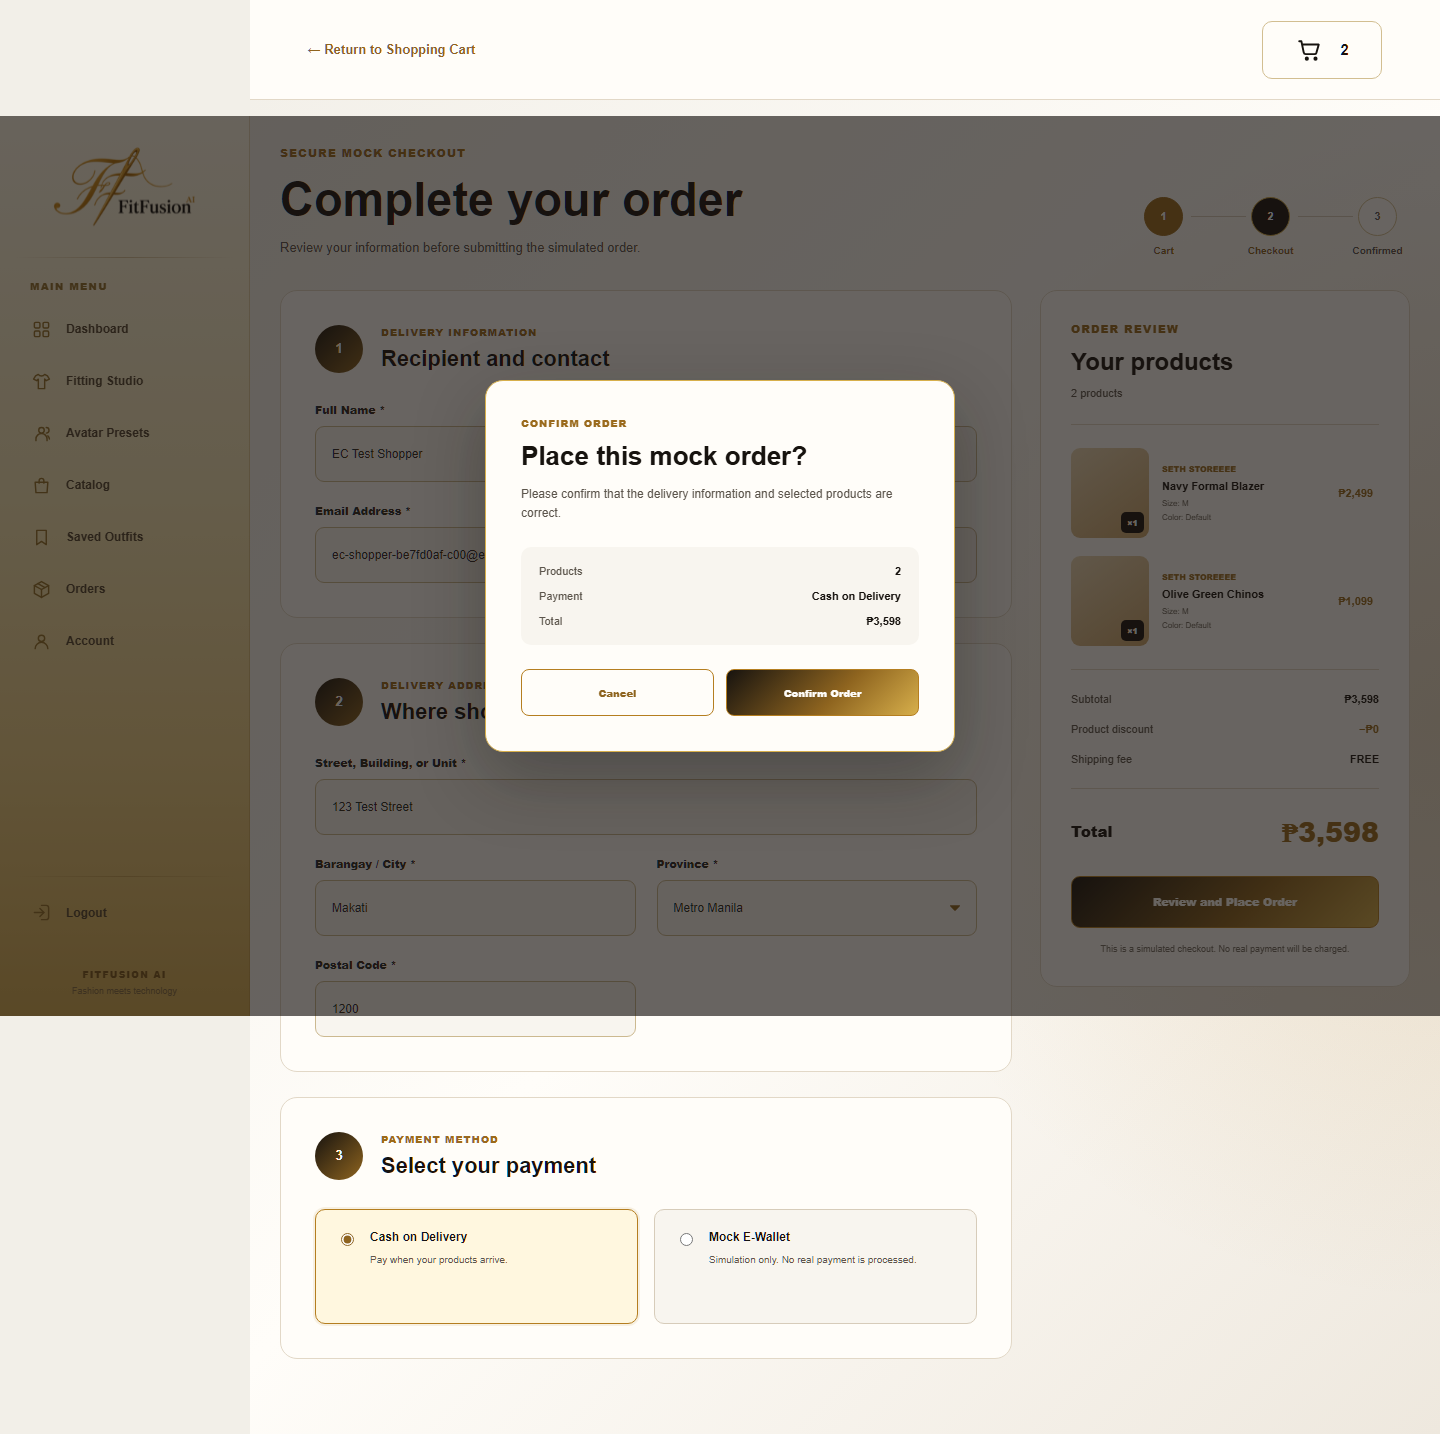 ← Return to Shopping Cart
2
FitFusion AI
MAIN MENU
Dashboard
Fitting Studio
Avatar Presets
Catalog
Saved Outfits
Orders
Account
Logout
FITFUSION AI
Fashion meets technology
SECURE MOCK CHECKOUT
Complete your order
Review your information before submitting the simulated order.
1
Cart
2
Checkout
3
Confirmed
1
DELIVERY INFORMATION
Recipient and contact
Full Name *
EC Test Shopper
Email Address *
ec-shopper-be7fd0af-c00@e
2
DELIVERY ADDR
Where sho
Street, Building, or Unit *
123 Test Street
Barangay / City *
Makati
Province *
Metro Manila
Postal Code *
1200
3
PAYMENT METHOD
Select your payment
Cash on Delivery
Pay when your products arrive.
Mock E-Wallet
Simulation only. No real payment is processed.
CONFIRM ORDER
Place this mock order?
Please confirm that the delivery information and selected products are
correct.
Products 2
Payment Cash on Delivery
Total ₱3,598
Cancel
Confirm Order
ORDER REVIEW
Your products
2 products
×1
SETH STOREEEE
Navy Formal Blazer
Size: M
Color: Default
₱2,499
×1
SETH STOREEEE
Olive Green Chinos
Size: M
Color: Default
₱1,099
Subtotal ₱3,598
Product discount −₱0
Shipping fee FREE
Total ₱3,598
Review and Place Order
This is a simulated checkout. No real payment will be charged.